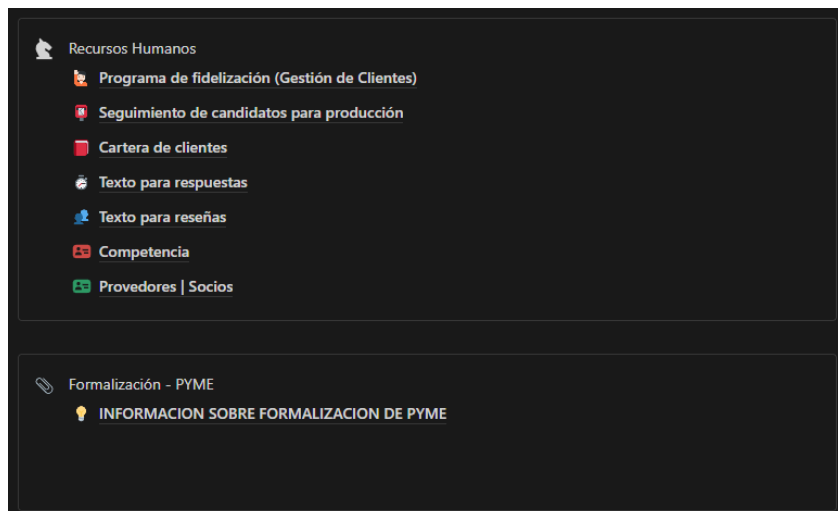 Recursos Humanos
Programa de fidelización (Gestión de Clientes)
Seguimiento de candidatos para producción
Cartera de clientes
Texto para respuestas
Texto para reseñas
Competencia
Provedores | Socios
Formalización - PYME
INFORMACION SOBRE FORMALIZACION DE PYME